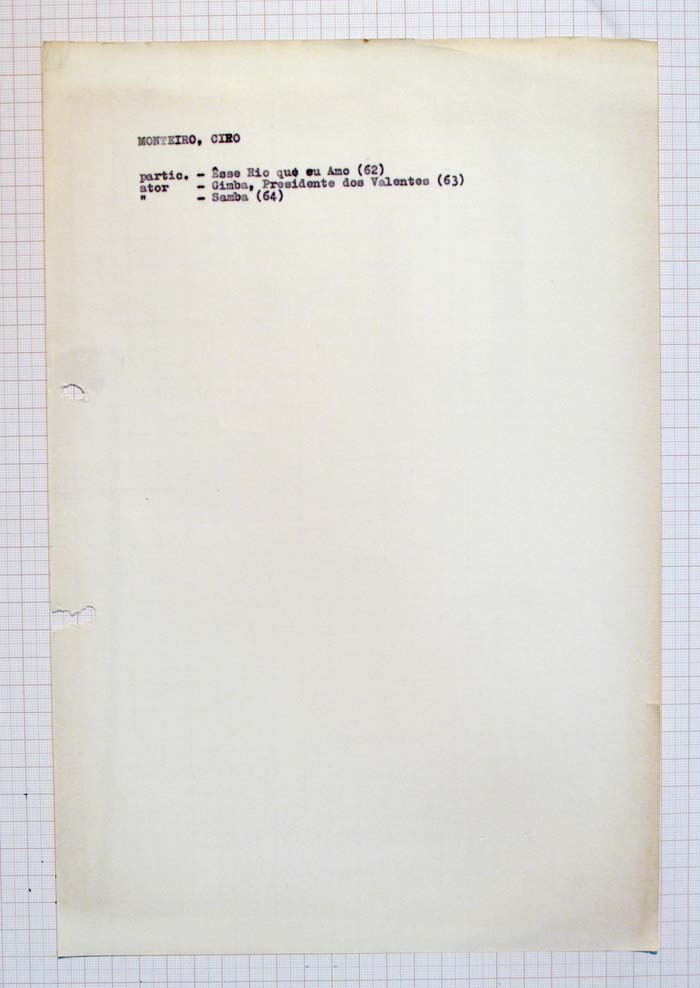 MONTEIRO, CIRO
partic. - Êsse Rio que eu Amo (62)
ator - Gimba, Presidente dos Valentes (63)
" - Samba (64)